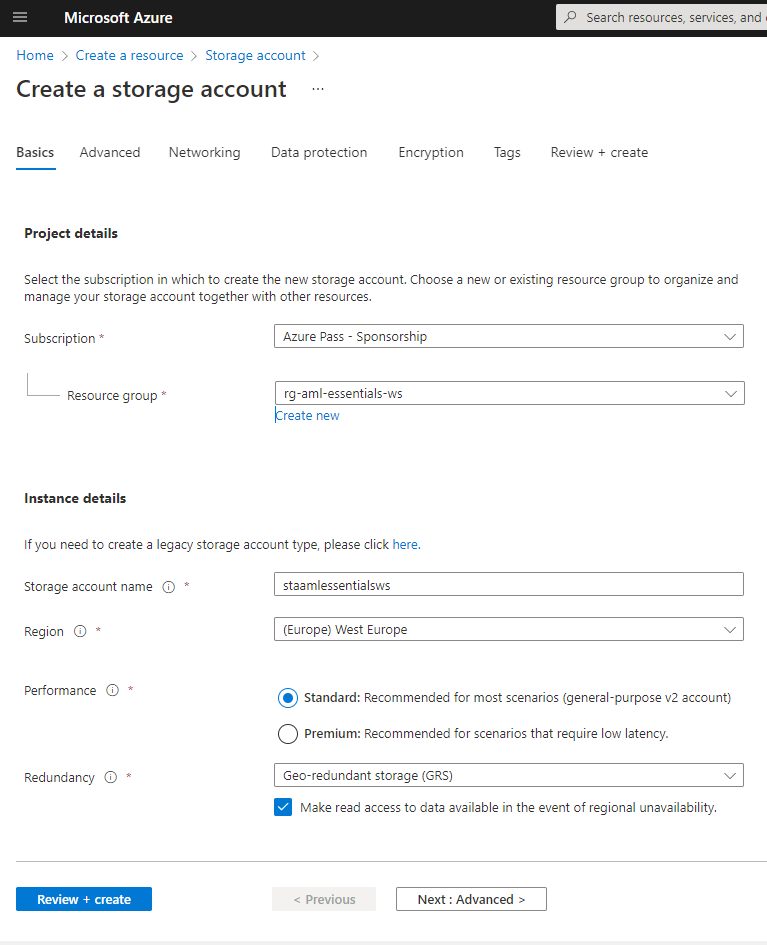 Microsoft Azure
Search resources, services, and
Home > Create a resource > Storage account >
Create a storage account ...
Basics Advanced Networking Data protection Encryption Tags Review + create
Project details
Select the subscription in which to create the new storage account. Choose a new or existing resource group to organize and
manage your storage account together with other resources.
Subscription * Azure Pass - Sponsorship
Resource group * rg-aml-essentials-ws
Create new
Instance details
If you need to create a legacy storage account type, please click here.
Storage account name * staamlessentialsws
Region * (Europe) West Europe
Performance * Standard: Recommended for most scenarios (general-purpose v2 account)
Premium: Recommended for scenarios that require low latency.
Redundancy * Geo-redundant storage (GRS)
Make read access to data available in the event of regional unavailability.
Review + create < Previous Next : Advanced >